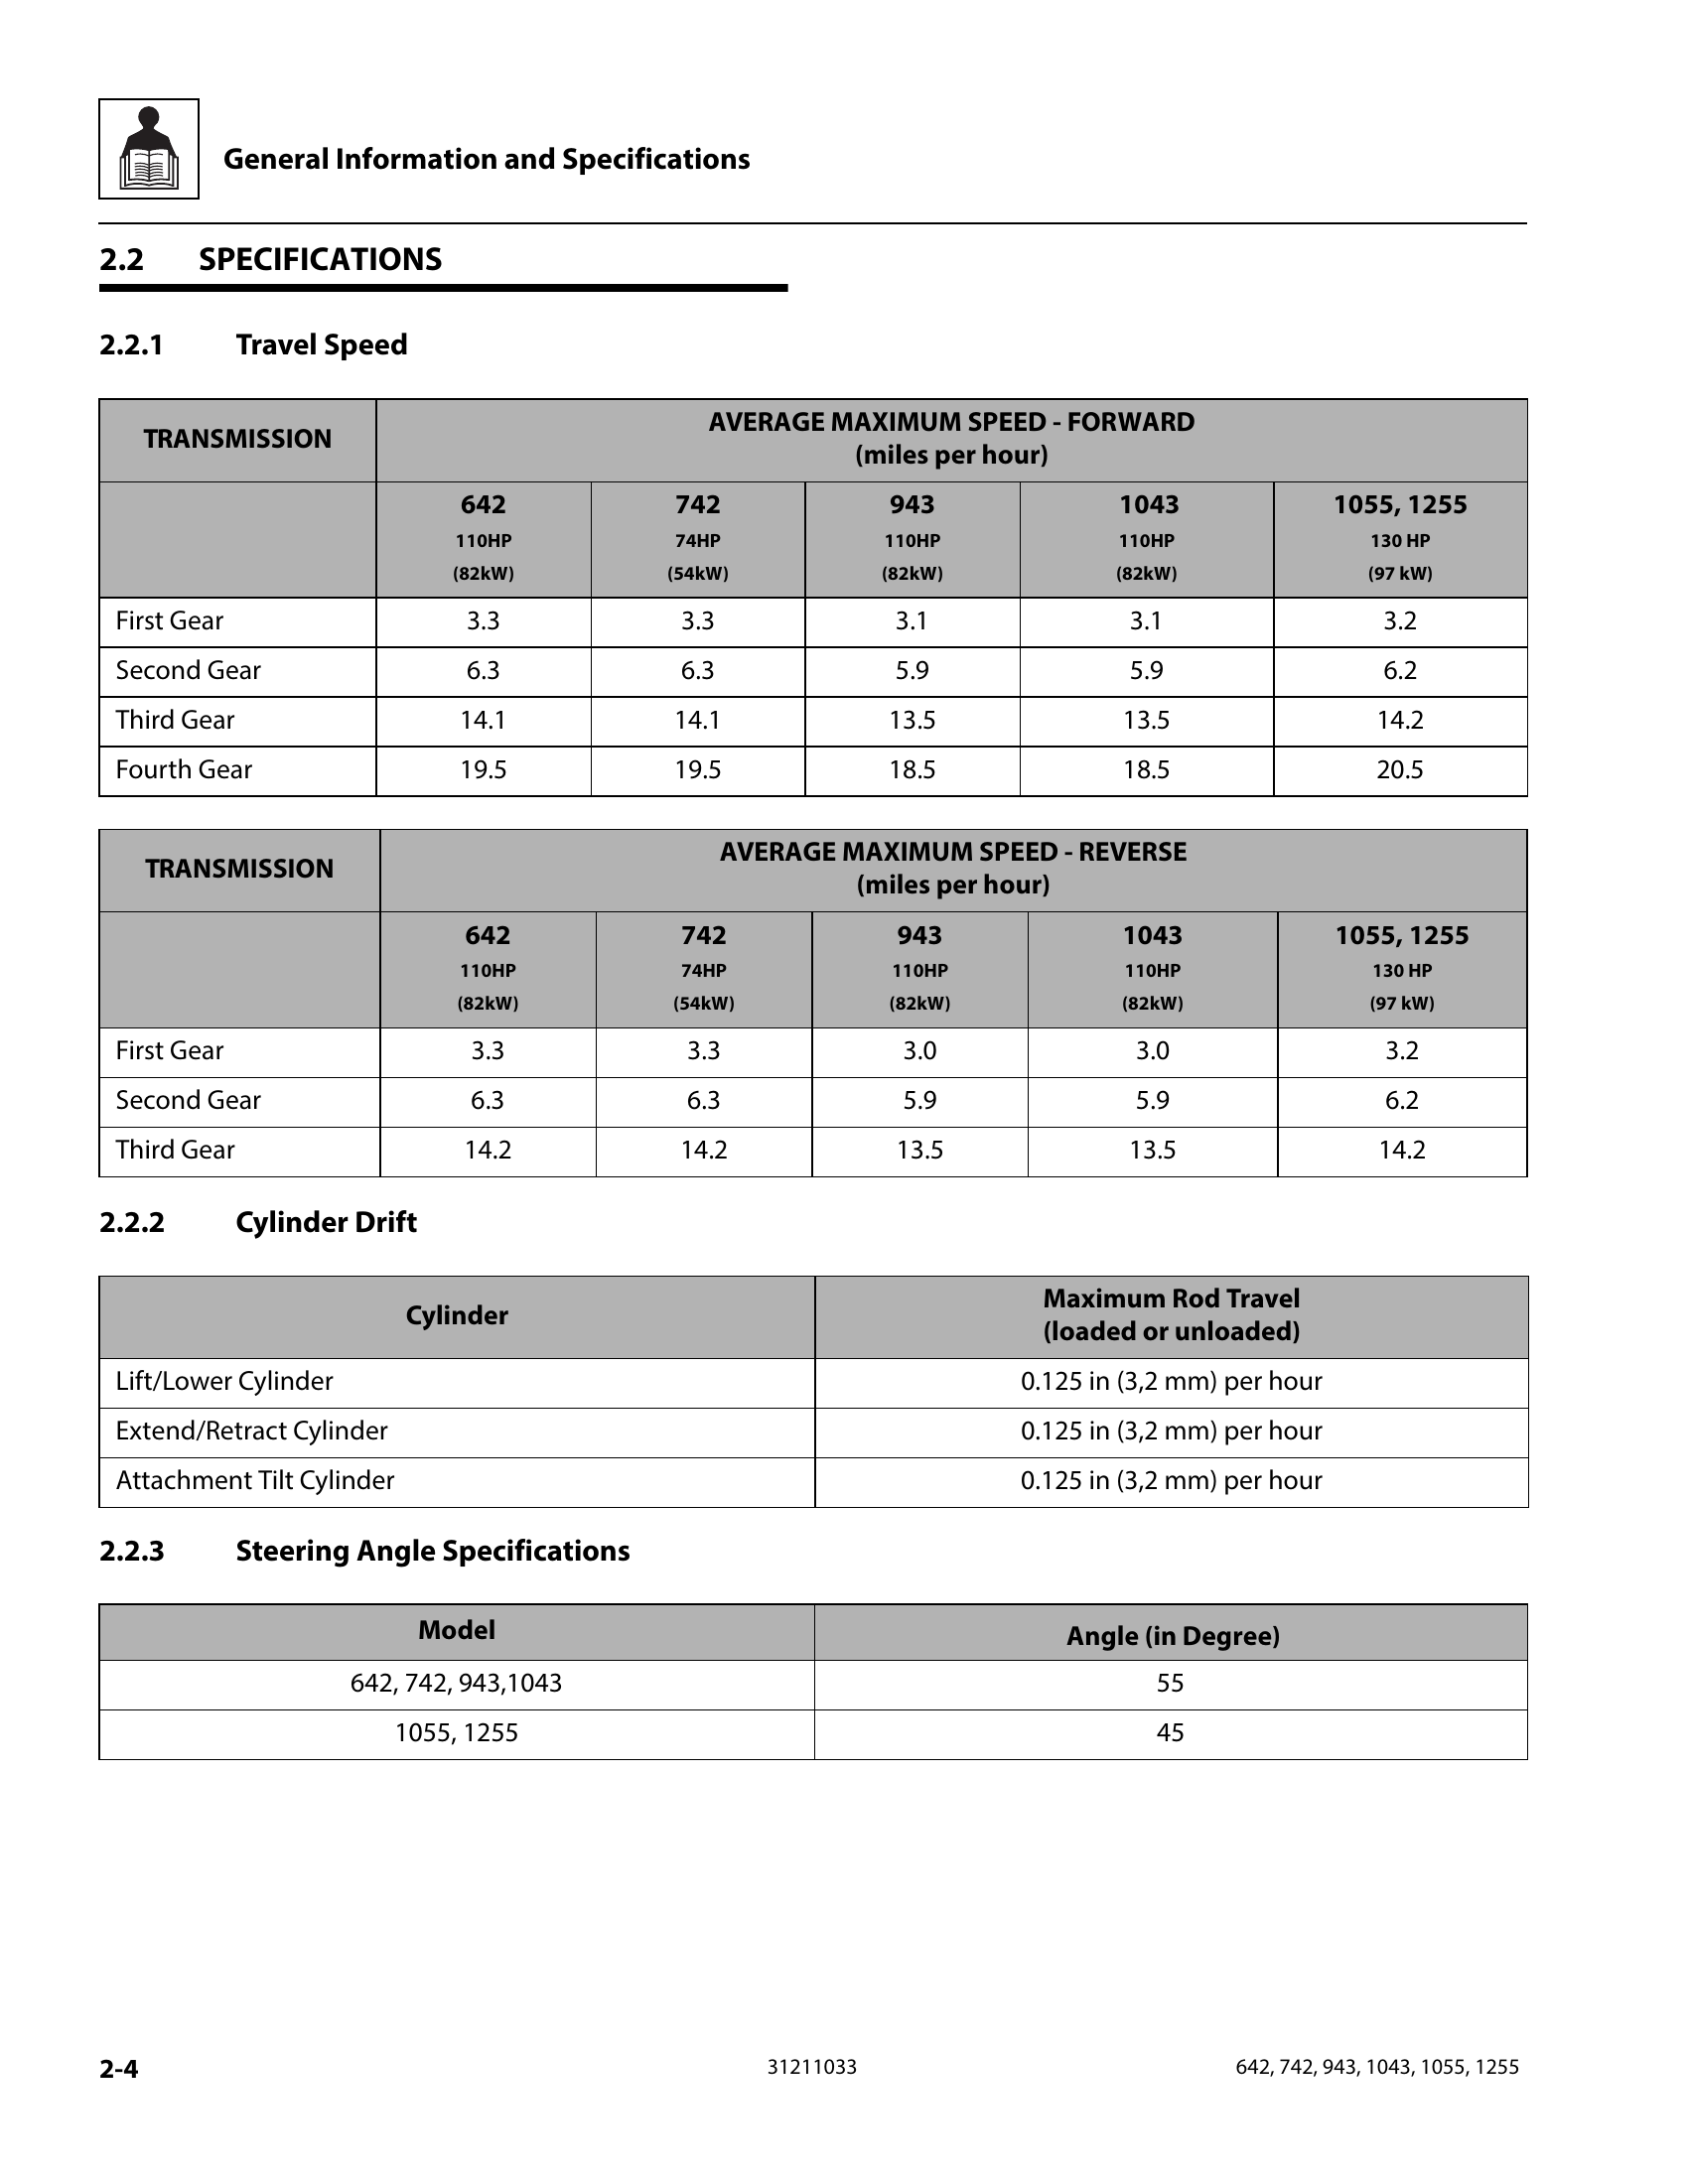 General Information and Specifications
2.2 SPECIFICATIONS
2.2.1 Travel Speed
TRANSMISSION AVERAGE MAXIMUM SPEED - FORWARD
(miles per hour)
642 742 943 1043 1055, 1255
110HP 74HP 110HP 110HP 130 HP
(82kW) (54kW) (82kW) (82kW) (97 kW)
First Gear 3.3 3.3 3.1 3.1 3.2
Second Gear 6.3 6.3 5.9 5.9 6.2
Third Gear 14.1 14.1 13.5 13.5 14.2
Fourth Gear 19.5 19.5 18.5 18.5 20.5
TRANSMISSION AVERAGE MAXIMUM SPEED - REVERSE
(miles per hour)
642 742 943 1043 1055, 1255
110HP 74HP 110HP 110HP 130 HP
(82kW) (54kW) (82kW) (82kW) (97 kW)
First Gear 3.3 3.3 3.0 3.0 3.2
Second Gear 6.3 6.3 5.9 5.9 6.2
Third Gear 14.2 14.2 13.5 13.5 14.2
2.2.2 Cylinder Drift
Cylinder Maximum Rod Travel
(loaded or unloaded)
Lift/Lower Cylinder 0.125 in (3,2 mm) per hour
Extend/Retract Cylinder 0.125 in (3,2 mm) per hour
Attachment Tilt Cylinder 0.125 in (3,2 mm) per hour
2.2.3 Steering Angle Specifications
Model Angle (in Degree)
642, 742, 943,1043 55
1055, 1255 45
2-4 31211033 642, 742, 943, 1043, 1055, 1255